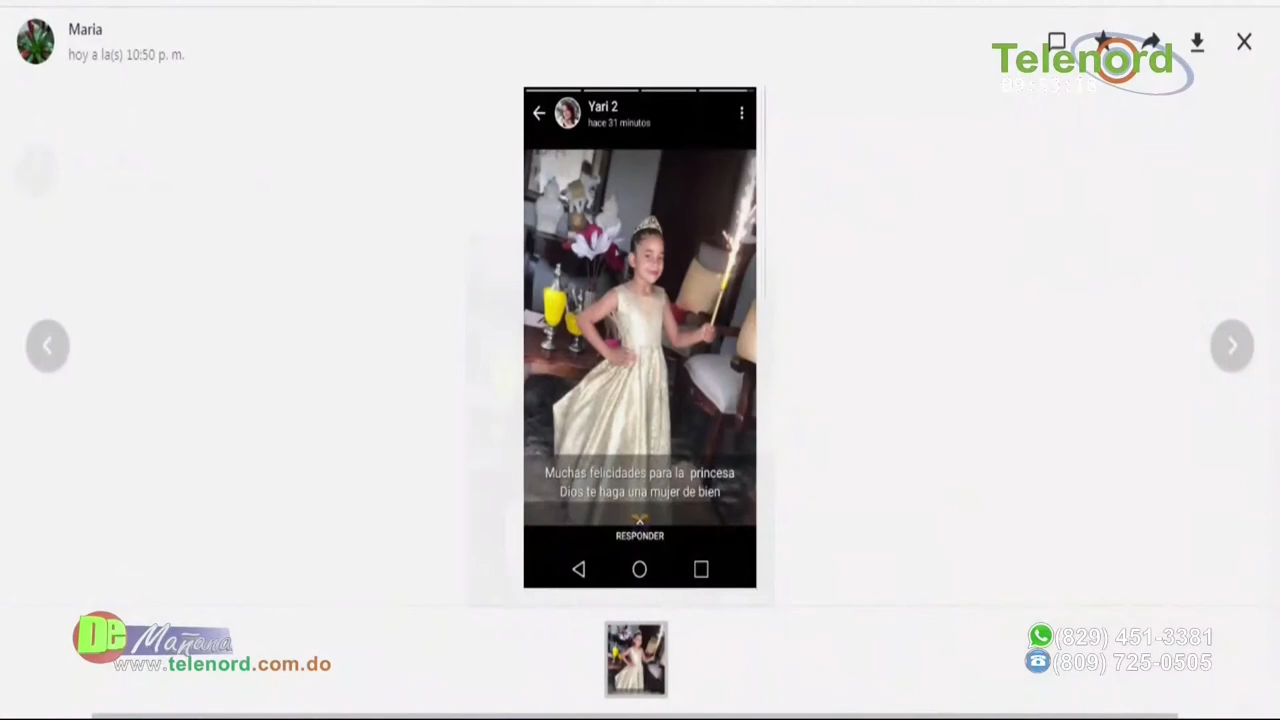 Maria
hoy a la(s) 10:50 p. m.
Telenord
Yari 2
hace 31 minutos
Muchas felicidades para la princesa
Dios te haga una mujer de bien
RESPONDER
De Mañana
www.telenord.com.do
(829) 451-3381
(809) 725-0505